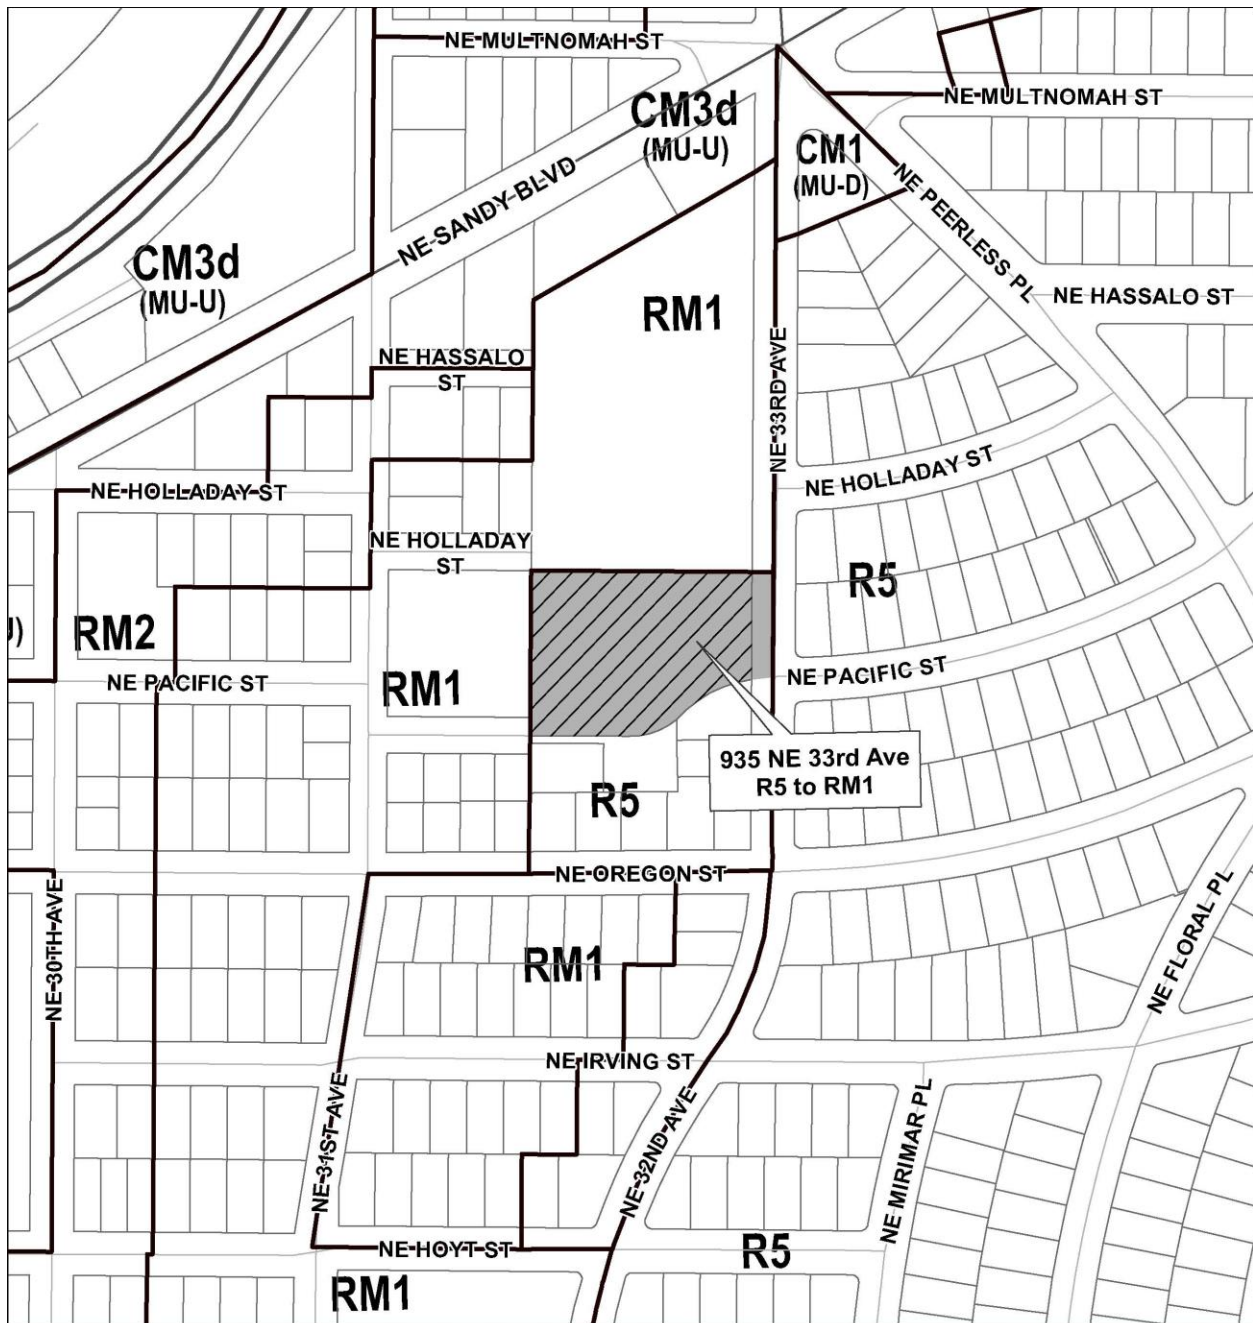 NE MULTNOMAH ST
NE MULTNOMAH ST
CM3d
(MU-U)
CM1
(MU-D)
NE SANDY BLVD
NE PEERLESS PL
CM3d
(MU-U)
NE HASSALO ST
RM1
NE HASSALO
ST
NE 33RD AVE
NE HOLLADAY ST
NE HOLLADAY ST
NE HOLLADAY
ST
R5
RM2
NE PACIFIC ST
NE PACIFIC ST
RM1
935 NE 33rd Ave
R5 to RM1
R5
NE OREGON ST
NE 30TH AVE
NE FLORAL PL
RM1
NE IRVING ST
NE 31ST AVE
NE 32ND AVE
NE MIRIMAR PL
NE HOYT ST
R5
RM1